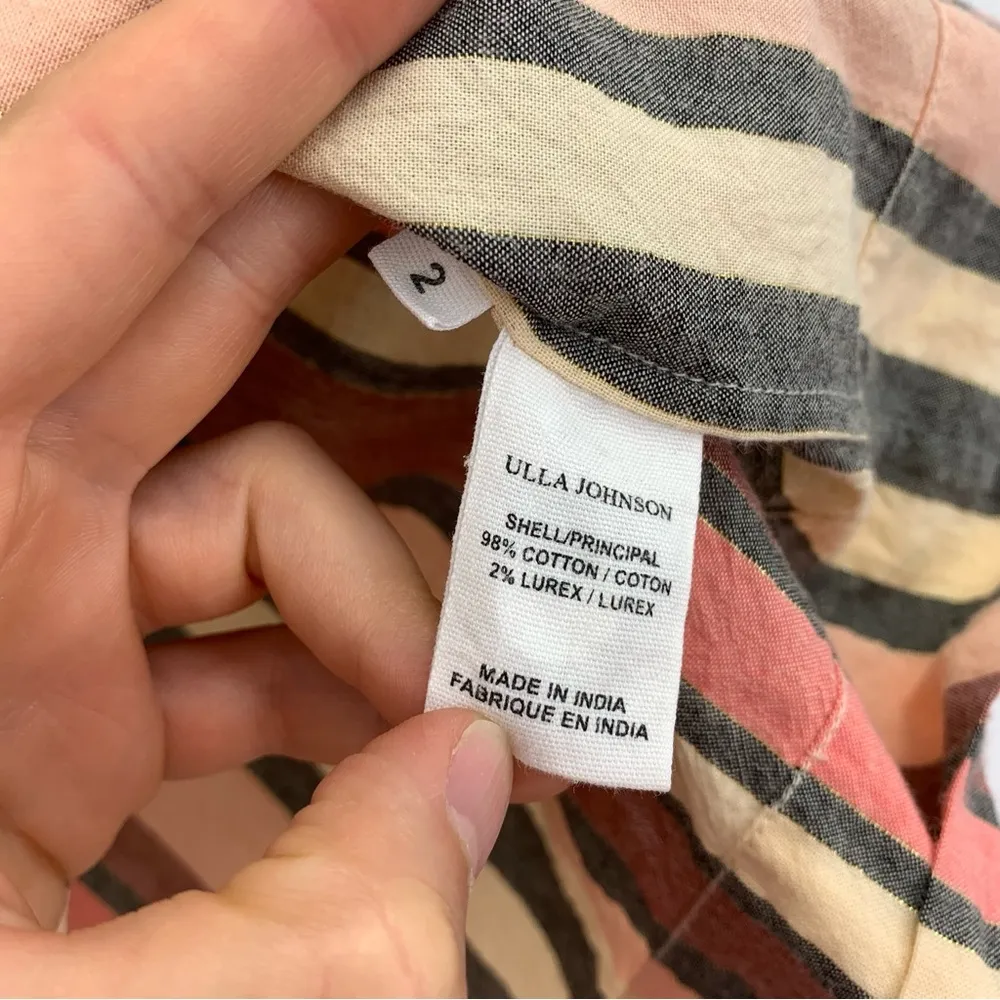 2
ULLA JOHNSON
SHELL/PRINCIPAL
98% COTTON / COTON
2% LUREX / LUREX
MADE IN INDIA
FABRIQUE EN INDIA